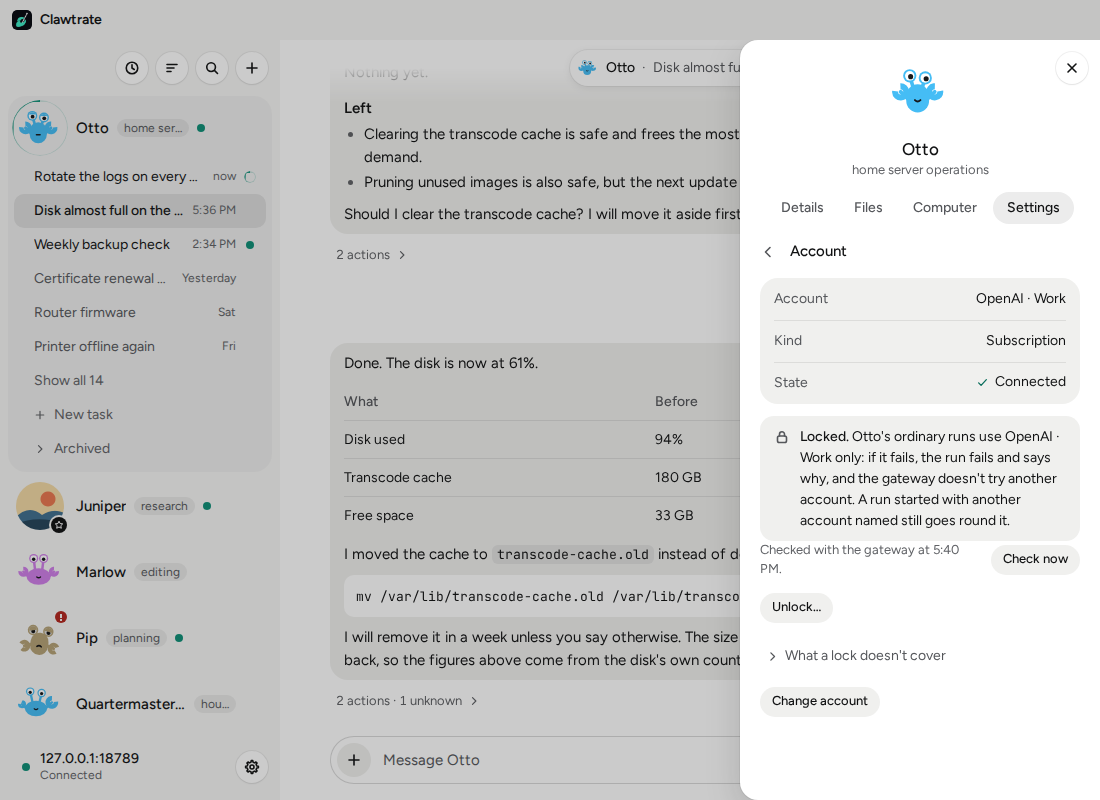 Clawtrate
Otto
home ser...
Rotate the logs on every ...
now
Disk almost full on the ...
5:36 PM
Weekly backup check
2:34 PM
Certificate renewal ...
Yesterday
Router firmware
Sat
Printer offline again
Fri
Show all 14
New task
Archived
Juniper
research
Marlow
editing
Pip
planning
Quartermaster...
hou...
127.0.0.1:18789
Connected
Otto · Disk almost fu
Nothing yet.
Left
Clearing the transcode cache is safe and frees the most
demand.
Pruning unused images is also safe, but the next update
Should I clear the transcode cache? I will move it aside first
2 actions
Done. The disk is now at 61%.
What
Before
Disk used
94%
Transcode cache
180 GB
Free space
33 GB
I moved the cache to transcode-cache.old instead of d
mv /var/lib/transcode-cache.old /var/lib/transco
I will remove it in a week unless you say otherwise. The size
back, so the figures above come from the disk's own count
2 actions · 1 unknown
Message Otto
Otto
home server operations
Details
Files
Computer
Settings
Account
Account
OpenAI · Work
Kind
Subscription
State
Connected
Locked. Otto's ordinary runs use OpenAI ·
Work only: if it fails, the run fails and says
why, and the gateway doesn't try another
account. A run started with another
account named still goes round it.
Checked with the gateway at 5:40
PM.
Check now
Unlock...
What a lock doesn't cover
Change account